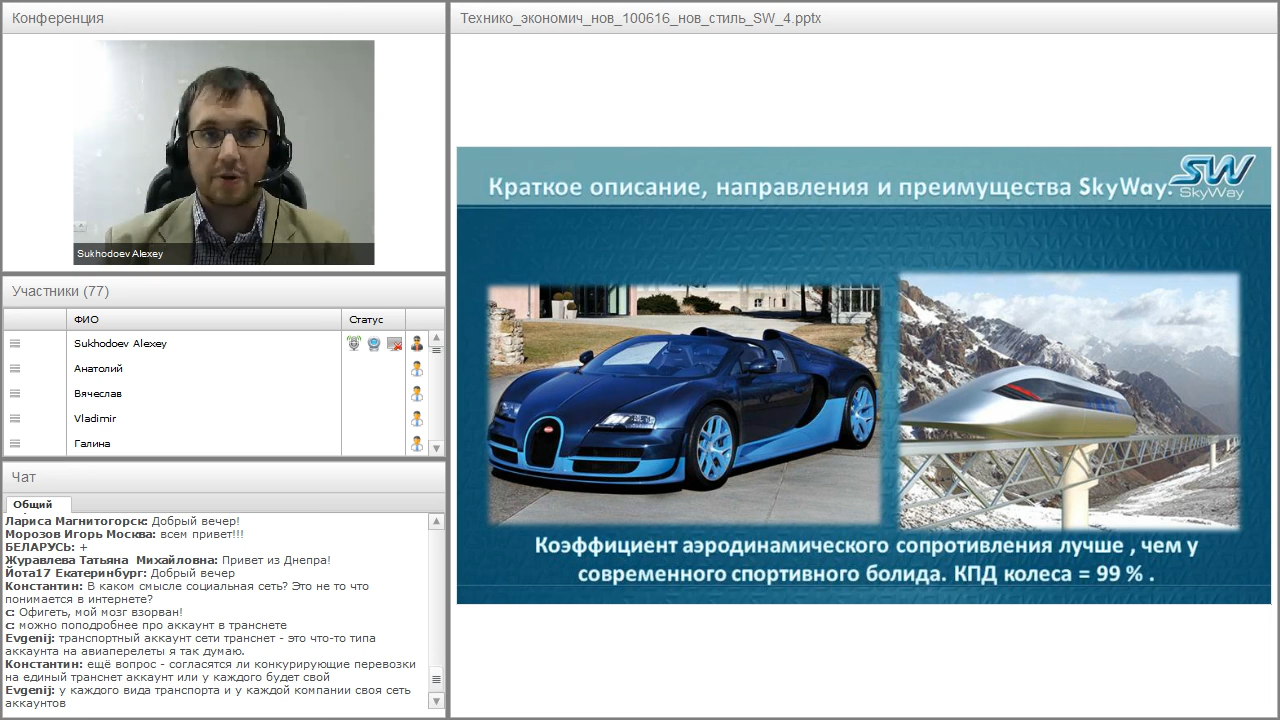 Конференция
Sukhodoev Alexey
Участники (77)
ФИО Статус
Sukhodoev Alexey
Анатолий
Вячеслав
Vladimir
Галина
Чат
Общий
Лариса Магнитогорск: Добрый вечер!
Морозов Игорь Москва: всем привет!!!
БЕЛАРУСЬ: +
Журавлева Татьяна Михайловна: Привет из Днепра!
Йота17 Екатеринбург: Добрый вечер
Константин: В каком смысле социальная сеть? Это не то что
понимается в интернете?
с: Офигеть, мой мозг взорван!
с: можно поподробнее про аккаунт в транснете
Evgenij: транспортный аккаунт сети транснет - это что-то типа
аккаунта на авиаперелеты я так думаю.
Константин: ещё вопрос - согласятся ли конкурирующие перевозки
на единый транснет аккаунт или у каждого будет свой
Evgenij: у каждого вида транспорта и у каждой компании своя сеть
аккаунтов
Технико_экономич_нов_100616_нов_стиль_SW_4.pptx
Краткое описание, направления и преимущества SkyWay.
SW
SkyWay
Коэффициент аэродинамического сопротивления лучше , чем у
современного спортивного болида. КПД колеса = 99 % .